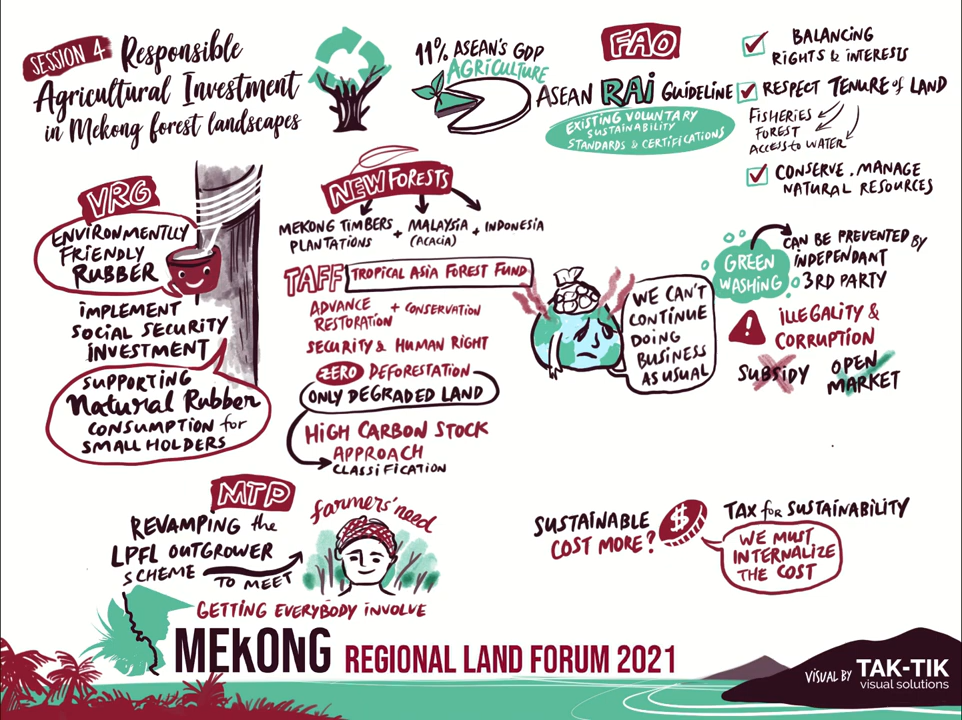 SESSION 4
Responsible
Agricultural Investment
in Mekong forest landscapes
11% ASEAN'S GDP
AGRICULTURE
FAO
ASEAN RAI GUIDELINE
EXISTING VOLUNTARY
SUSTAINABILITY
STANDARDS & CERTIFICATIONS
BALANCING
RIGHTS & INTERESTS
RESPECT TENURE of LAND
FISHERIES
FOREST
ACCESS to WATER
CONSERVE. MANAGE
NATURAL RESOURCES
VRG
ENVIRONMENTLLY
FRIENDLY
RUBBER
IMPLEMENT
SOCIAL SECURITY
INVESTMENT
SUPPORTING
Natural Rubber
CONSUMPTION for
SMALL HOLDERS
NEW FORESTS
MEKONG TIMBERS
PLANTATIONS
+ MALAYSIA
(ACACIA)
+ INDONESIA
TAFF TROPICAL ASIA FOREST FUND
ADVANCE
RESTORATION
+ CONSERVATION
SECURITY & HUMAN RIGHT
ZERO DEFORESTATION
ONLY DEGRADED LAND
HIGH CARBON STOCK
APPROACH
CLASSIFICATION
WE CAN'T
CONTINUE
DOING
BUSINESS
AS USUAL
GREEN
WASHING
CAN BE PREVENTED BY
INDEPENDANT
3RD PARTY
ILLEGALITY &
CORRUPTION
SUBSIDY
OPEN
MARKET
MTP
REVAMPING the
LPFL OUTGROWER
SCHEME
TO MEET
farmers' need
GETTING EVERYBODY INVOLVE
SUSTAINABLE
COST MORE?
$
TAX for SUSTAINABILITY
WE MUST
INTERNALIZE
THE COST
MEKONG REGIONAL LAND FORUM 2021
VISUAL BY TAK-TIK
visual solutions